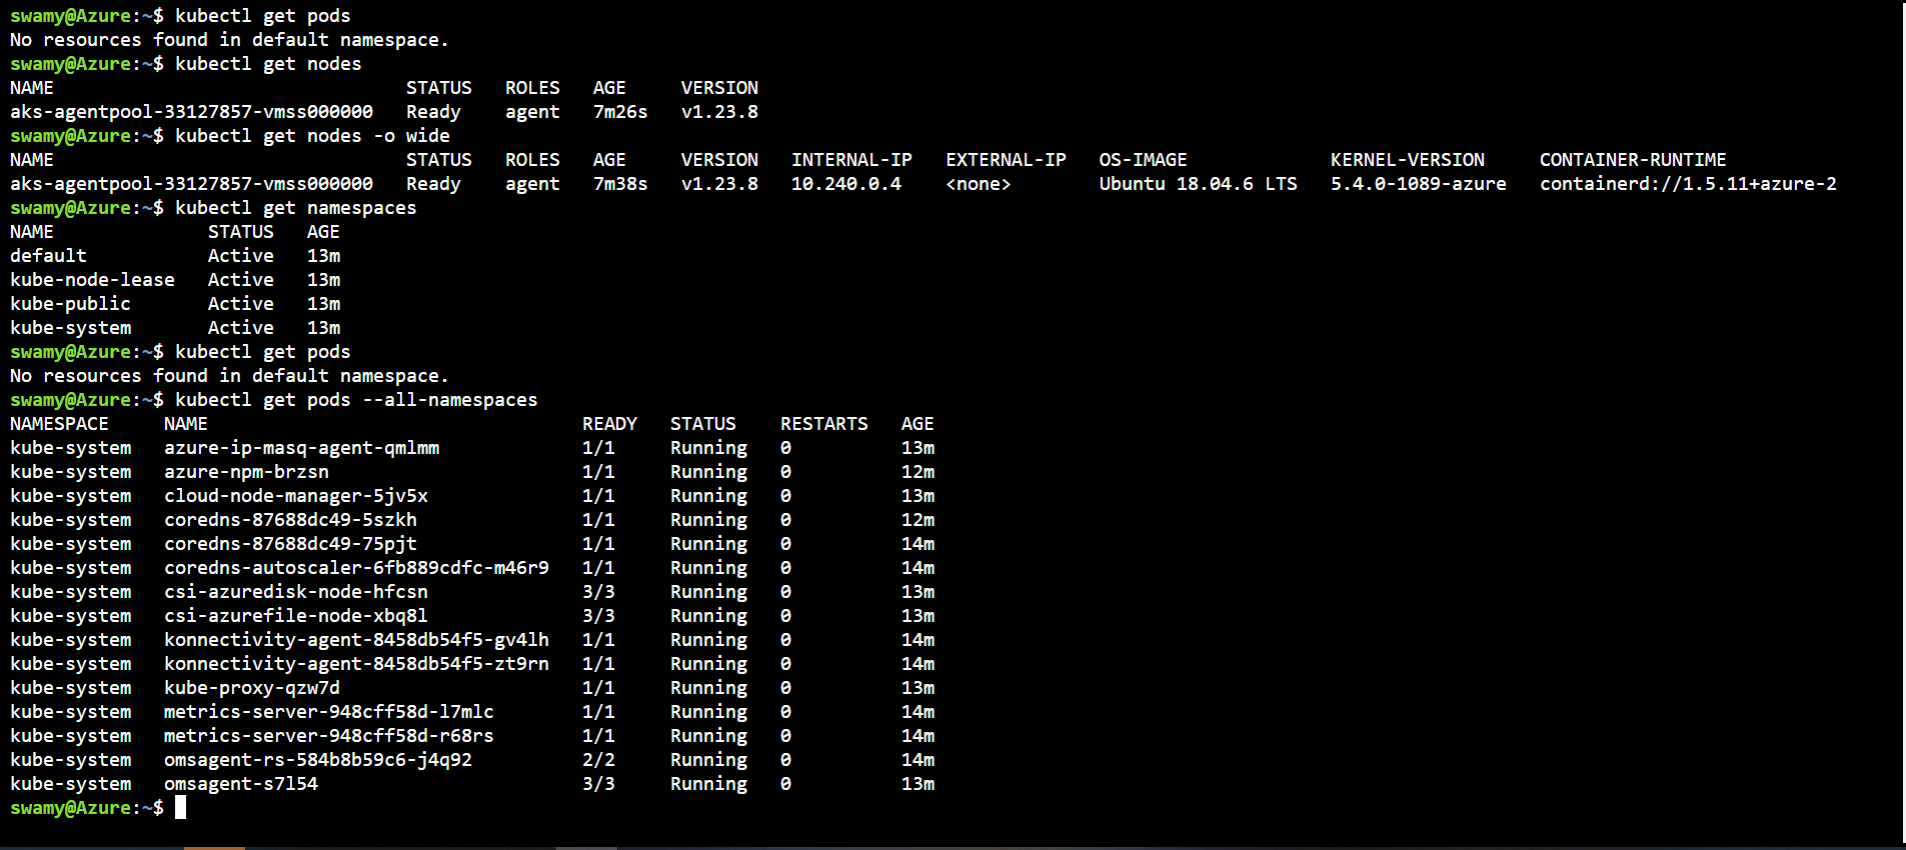 swamy@Azure:~$ kubectl get pods
No resources found in default namespace.
swamy@Azure:~$ kubectl get nodes
NAME                                STATUS   ROLES   AGE     VERSION
aks-agentpool-33127857-vmss000000   Ready    agent   7m26s   v1.23.8
swamy@Azure:~$ kubectl get nodes -o wide
NAME                                STATUS   ROLES   AGE     VERSION   INTERNAL-IP   EXTERNAL-IP   OS-IMAGE             KERNEL-VERSION     CONTAINER-RUNTIME
aks-agentpool-33127857-vmss000000   Ready    agent   7m38s   v1.23.8   10.240.0.4    <none>        Ubuntu 18.04.6 LTS   5.4.0-1089-azure   containerd://1.5.11+azure-2
swamy@Azure:~$ kubectl get namespaces
NAME              STATUS   AGE
default           Active   13m
kube-node-lease   Active   13m
kube-public       Active   13m
kube-system       Active   13m
swamy@Azure:~$ kubectl get pods
No resources found in default namespace.
swamy@Azure:~$ kubectl get pods --all-namespaces
NAMESPACE     NAME                                  READY   STATUS    RESTARTS   AGE
kube-system   azure-ip-masq-agent-qmlmm             1/1     Running   0          13m
kube-system   azure-npm-brzsn                       1/1     Running   0          12m
kube-system   cloud-node-manager-5jv5x              1/1     Running   0          13m
kube-system   coredns-87688dc49-5szkh               1/1     Running   0          12m
kube-system   coredns-87688dc49-75pjt               1/1     Running   0          14m
kube-system   coredns-autoscaler-6fb889cdfc-m46r9   1/1     Running   0          14m
kube-system   csi-azuredisk-node-hfcsn              3/3     Running   0          13m
kube-system   csi-azurefile-node-xbq8l              3/3     Running   0          13m
kube-system   konnectivity-agent-8458db54f5-gv4lh   1/1     Running   0          14m
kube-system   konnectivity-agent-8458db54f5-zt9rn   1/1     Running   0          14m
kube-system   kube-proxy-qzw7d                      1/1     Running   0          13m
kube-system   metrics-server-948cff58d-l7mlc        1/1     Running   0          14m
kube-system   metrics-server-948cff58d-r68rs        1/1     Running   0          14m
kube-system   omsagent-rs-584b8b59c6-j4q92          2/2     Running   0          14m
kube-system   omsagent-s7l54                        3/3     Running   0          13m
swamy@Azure:~$